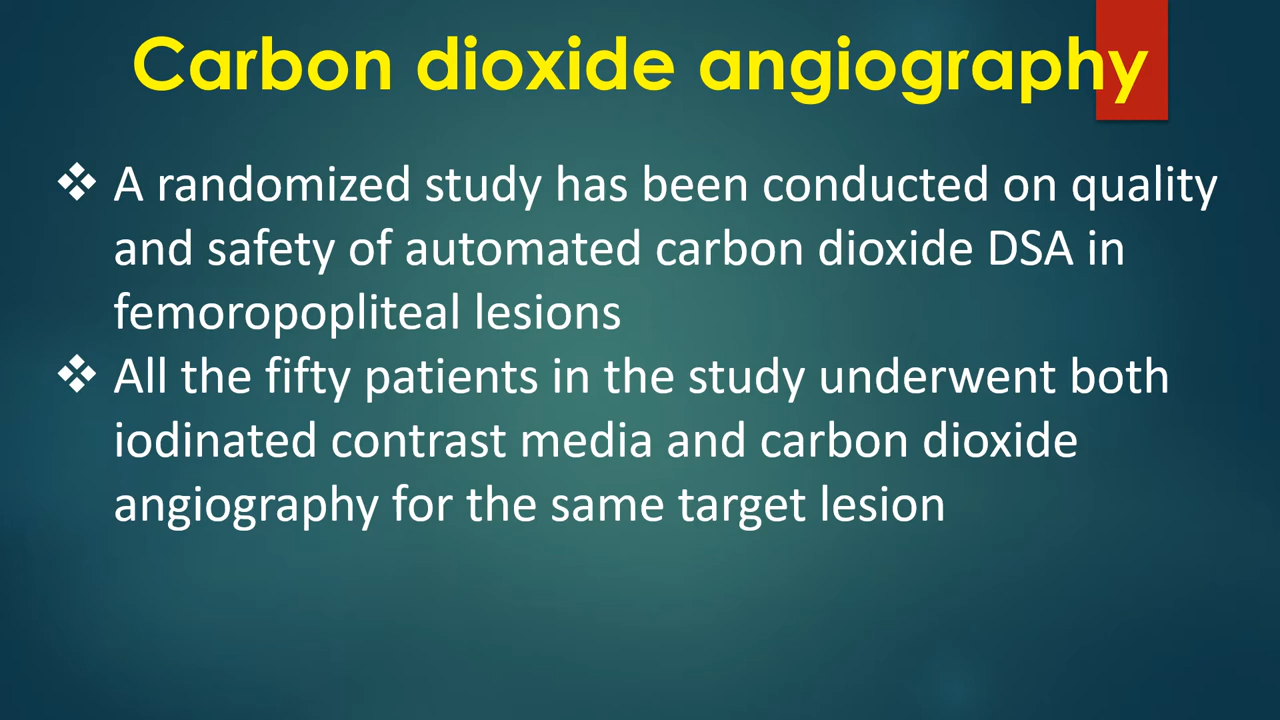 Carbon dioxide angiography
❖ A randomized study has been conducted on quality
and safety of automated carbon dioxide DSA in
femoropopliteal lesions
❖ All the fifty patients in the study underwent both
iodinated contrast media and carbon dioxide
angiography for the same target lesion